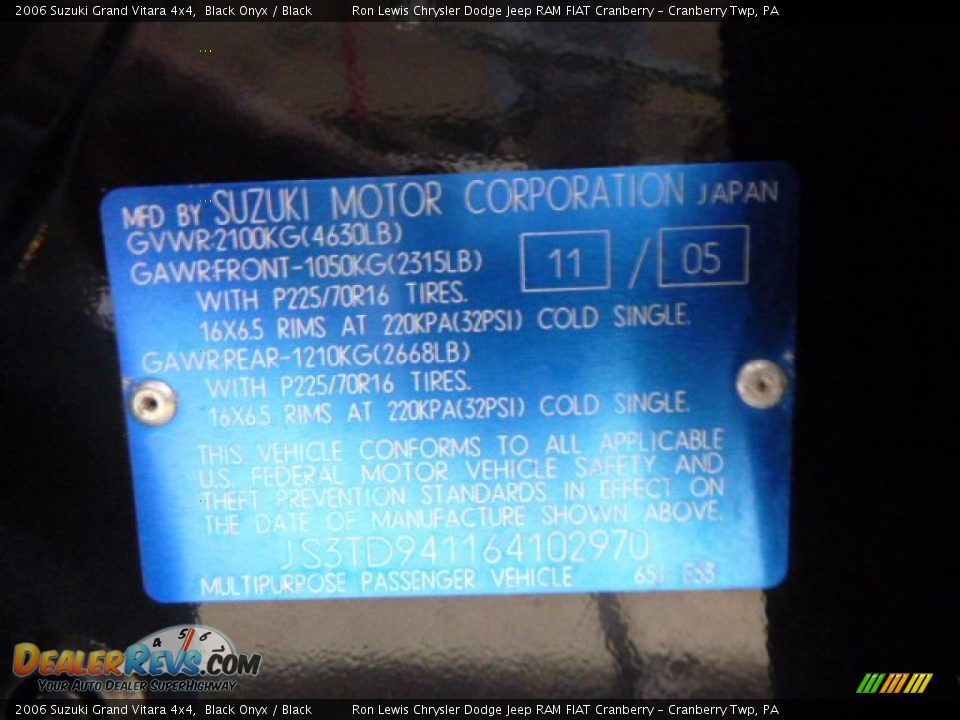 2006 Suzuki Grand Vitara 4x4,  Black Onyx / Black          Ron Lewis Chrysler Dodge Jeep RAM FIAT Cranberry – Cranberry Twp, PA
MFD BY SUZUKI MOTOR CORPORATION JAPAN
GVWR:2100KG(4630LB)
GAWR:FRONT-1050KG(2315LB)
11 / 05
WITH P225/70R16 TIRES.
16X6.5 RIMS AT 220KPA(32PSI) COLD SINGLE.
GAWR:REAR-1210KG(2668LB)
WITH P225/70R16 TIRES.
16X6.5 RIMS AT 220KPA(32PSI) COLD SINGLE.
THIS VEHICLE CONFORMS TO ALL APPLICABLE
U.S. FEDERAL MOTOR VEHICLE SAFETY AND
THEFT PREVENTION STANDARDS IN EFFECT ON
THE DATE OF MANUFACTURE SHOWN ABOVE.
JS3TD941164102970
MULTIPURPOSE PASSENGER VEHICLE
4 5 6
DEALERREVS.COM
YOUR AUTO DEALER SUPERHIGHWAY
2006 Suzuki Grand Vitara 4x4,  Black Onyx / Black          Ron Lewis Chrysler Dodge Jeep RAM FIAT Cranberry – Cranberry Twp, PA